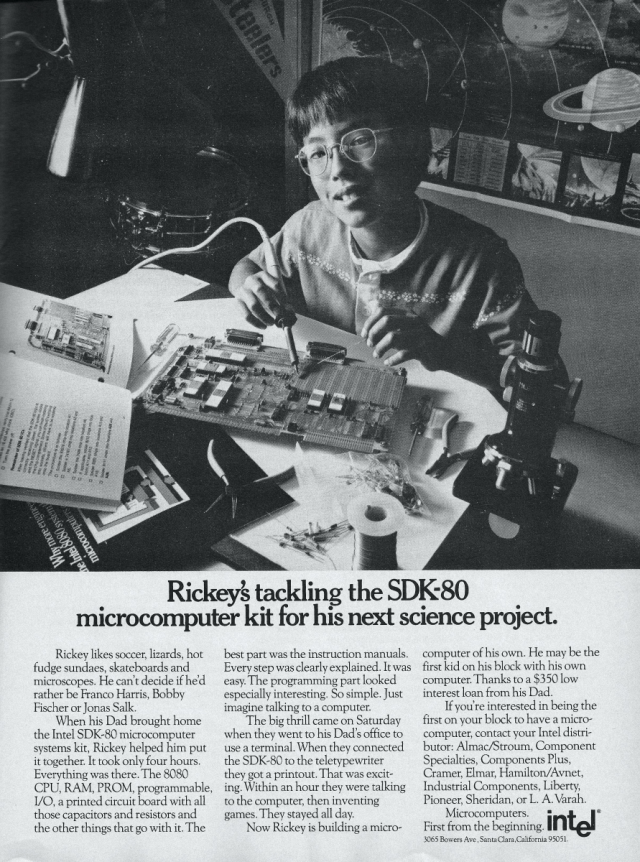 Steelers
Rickey's tackling the SDK-80
microcomputer kit for his next science project.
Rickey likes soccer, lizards, hot
fudge sundaes, skateboards and
microscopes. He can't decide if he'd
rather be Franco Harris, Bobby
Fischer or Jonas Salk.
When his Dad brought home
the Intel SDK-80 microcomputer
systems kit, Rickey helped him put
it together. It took only four hours.
Everything was there. The 8080
CPU, RAM, PROM, programmable,
I/O, a printed circuit board with all
those capacitors and resistors and
the other things that go with it. The
best part was the instruction manuals.
Every step was clearly explained. It was
easy. The programming part looked
especially interesting. So simple. Just
imagine talking to a computer.
The big thrill came on Saturday
when they went to his Dad's office to
use a terminal. When they connected
the SDK-80 to the teletypewriter
they got a printout. That was excit-
ing. Within an hour they were talking
to the computer, then inventing
games. They stayed all day.
Now Rickey is building a micro-
computer of his own. He may be the
first kid on his block with his own
computer. Thanks to a $350 low
interest loan from his Dad.
If you're interested in being the
first on your block to have a micro-
computer, contact your Intel distri-
butor: Almac/Stroum, Component
Specialties, Components Plus,
Cramer, Elmar, Hamilton/Avnet,
Industrial Components, Liberty,
Pioneer, Sheridan, or L. A. Varah.
Microcomputers.
First from the beginning. intel®
3065 Bowers Ave., Santa Clara, California 95051.